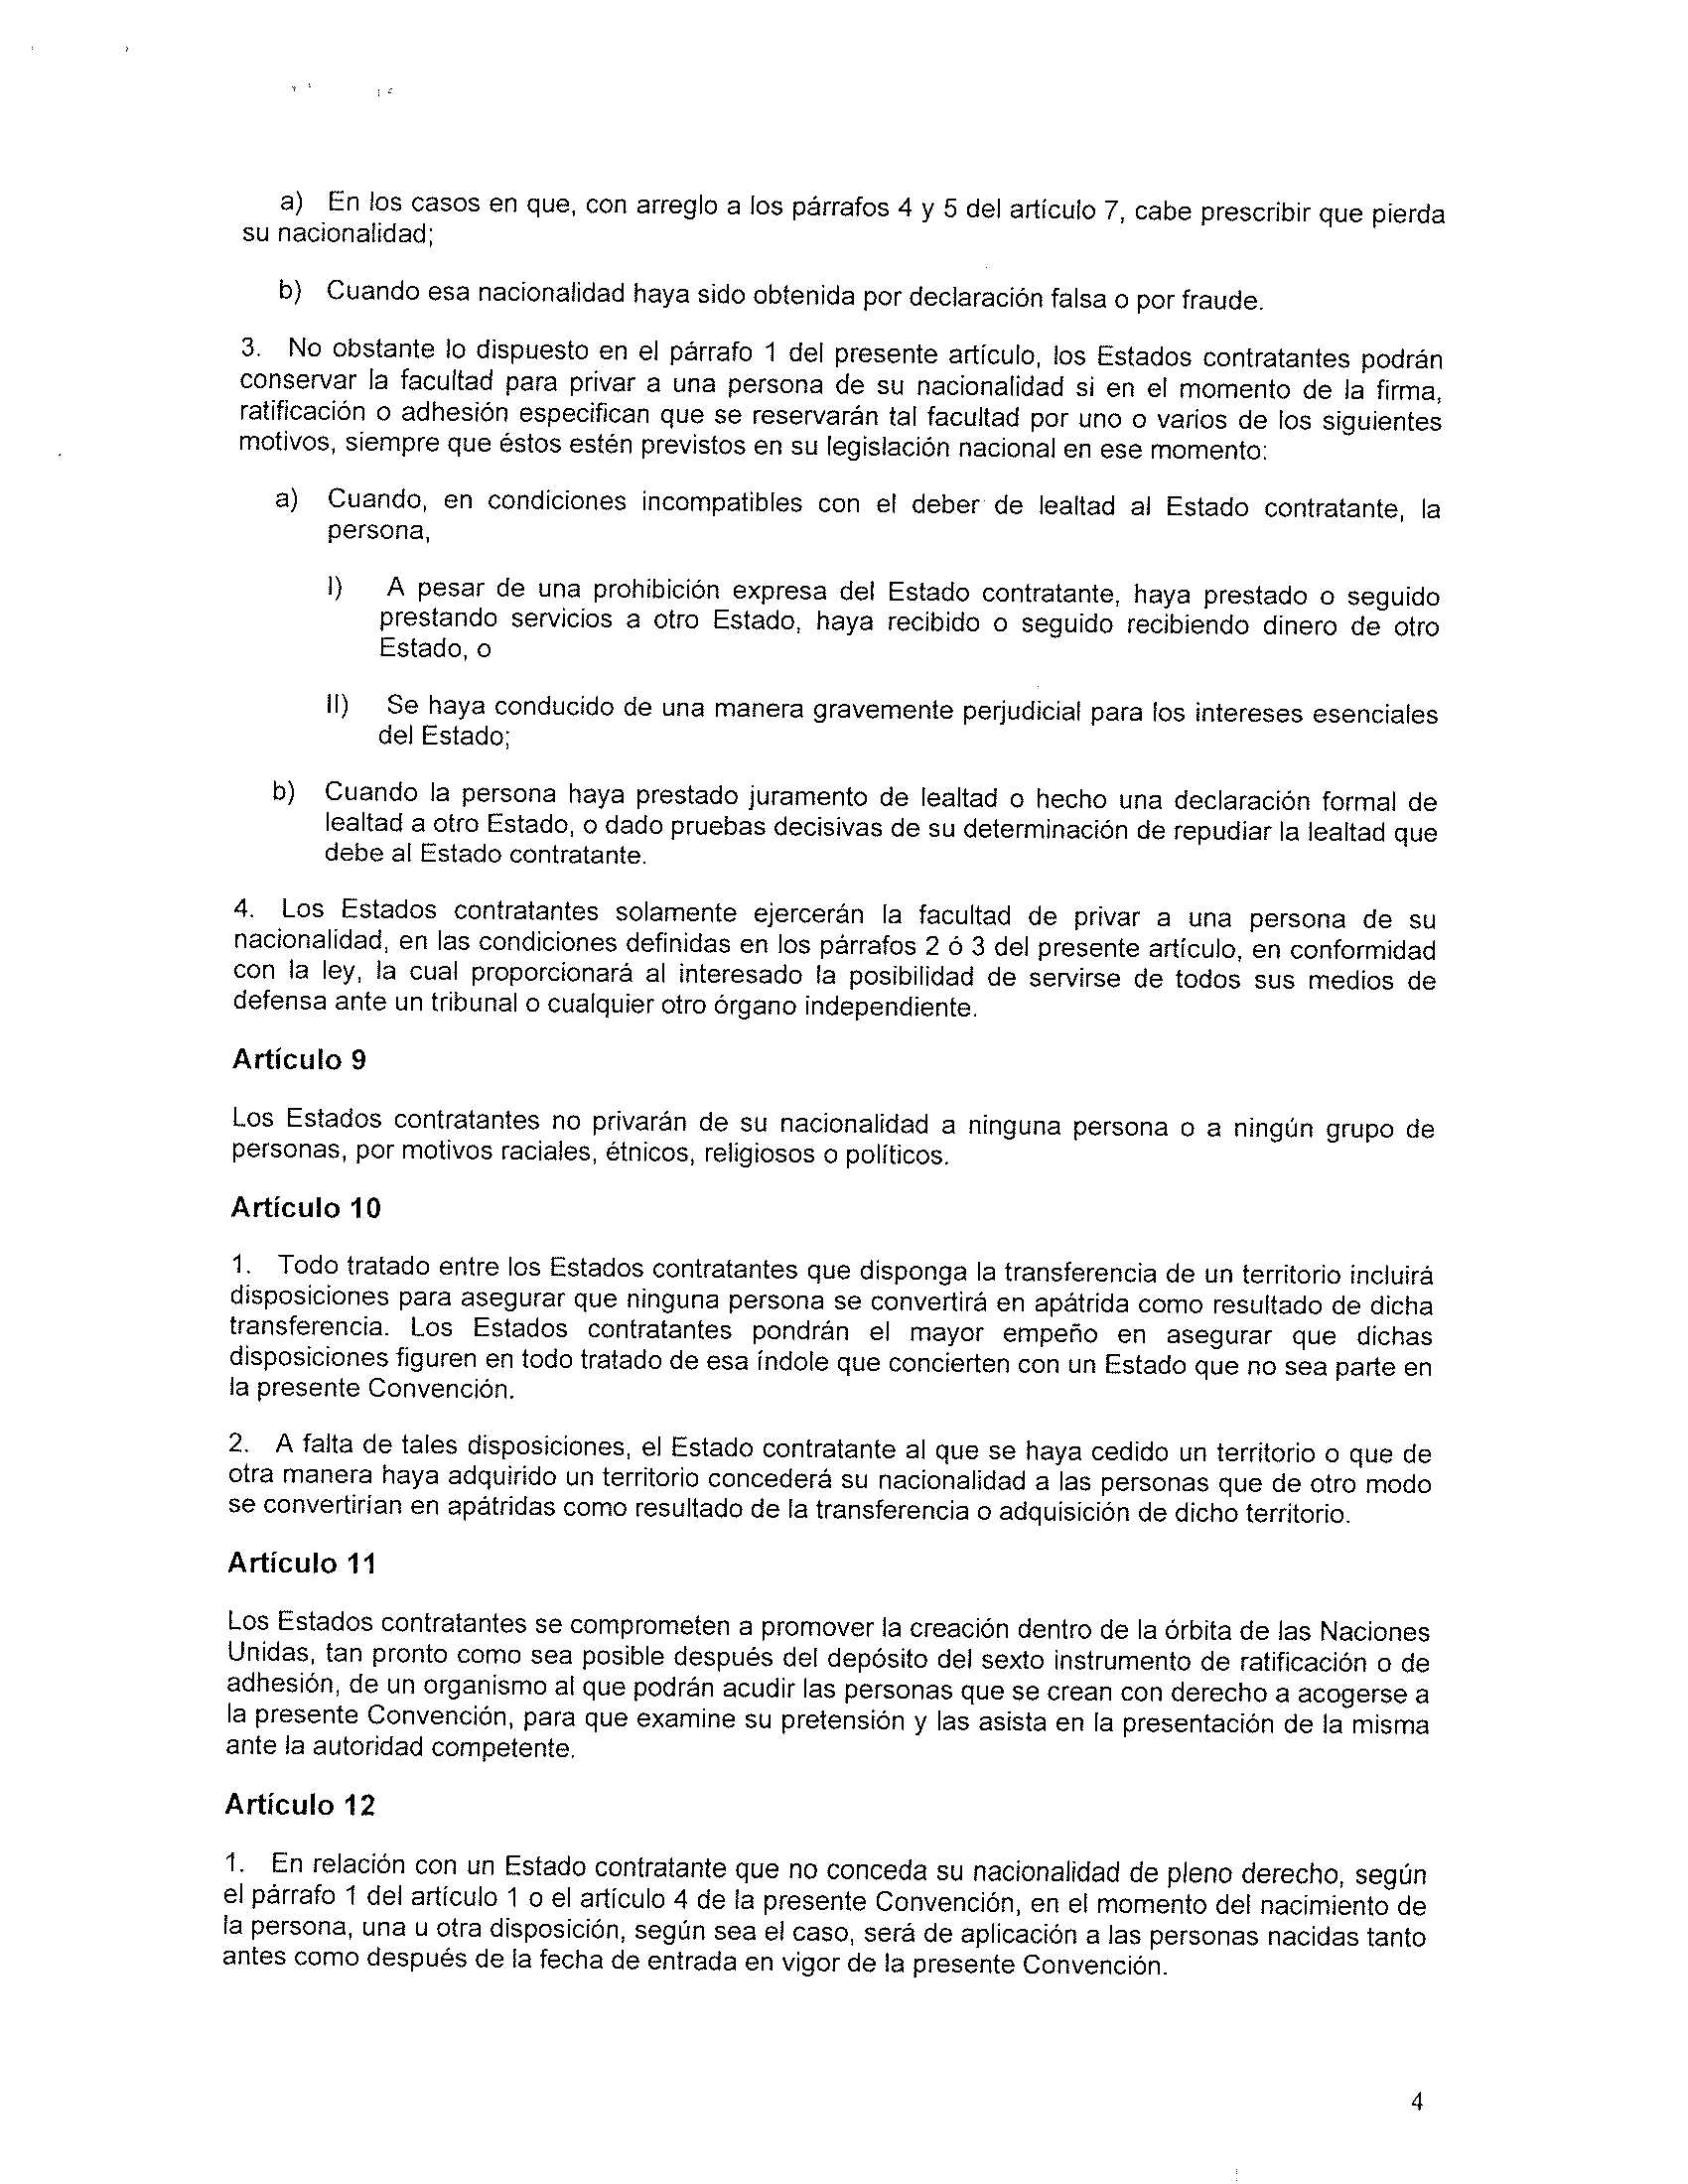 a) En los casos en que, con arreglo a los párrafos 4 y 5 del artículo 7, cabe prescribir que pierda
su nacionalidad;
b) Cuando esa nacionalidad haya sido obtenida por declaración falsa o por fraude.
3. No obstante lo dispuesto en el párrafo 1 del presente artículo, los Estados contratantes podrán
conservar la facultad para privar a una persona de su nacionalidad si en el momento de la firma,
ratificación o adhesión especifican que se reservarán tal facultad por uno o varios de los siguientes
motivos, siempre que éstos estén previstos en su legislación nacional en ese momento:
a) Cuando, en condiciones incompatibles con el deber de lealtad al Estado contratante, la
persona,
I) A pesar de una prohibición expresa del Estado contratante, haya prestado o seguido
prestando servicios a otro Estado, haya recibido o seguido recibiendo dinero de otro
Estado, o
II) Se haya conducido de una manera gravemente perjudicial para los intereses esenciales
del Estado;
b) Cuando la persona haya prestado juramento de lealtad o hecho una declaración formal de
lealtad a otro Estado, o dado pruebas decisivas de su determinación de repudiar la lealtad que
debe al Estado contratante.
4. Los Estados contratantes solamente ejercerán la facultad de privar a una persona de su
nacionalidad, en las condiciones definidas en los párrafos 2 ó 3 del presente artículo, en conformidad
con la ley, la cual proporcionará al interesado la posibilidad de servirse de todos sus medios de
defensa ante un tribunal o cualquier otro órgano independiente.
Artículo 9
Los Estados contratantes no privarán de su nacionalidad a ninguna persona o a ningún grupo de
personas, por motivos raciales, étnicos, religiosos o políticos.
Artículo 10
1. Todo tratado entre los Estados contratantes que disponga la transferencia de un territorio incluirá
disposiciones para asegurar que ninguna persona se convertirá en apátrida como resultado de dicha
transferencia. Los Estados contratantes pondrán el mayor empeño en asegurar que dichas
disposiciones figuren en todo tratado de esa índole que concierten con un Estado que no sea parte en
la presente Convención.
2. A falta de tales disposiciones, el Estado contratante al que se haya cedido un territorio o que de
otra manera haya adquirido un territorio concederá su nacionalidad a las personas que de otro modo
se convertirían en apátridas como resultado de la transferencia o adquisición de dicho territorio.
Artículo 11
Los Estados contratantes se comprometen a promover la creación dentro de la órbita de las Naciones
Unidas, tan pronto como sea posible después del depósito del sexto instrumento de ratificación o de
adhesión, de un organismo al que podrán acudir las personas que se crean con derecho a acogerse a
la presente Convención, para que examine su pretensión y las asista en la presentación de la misma
ante la autoridad competente.
Artículo 12
1. En relación con un Estado contratante que no conceda su nacionalidad de pleno derecho, según
el párrafo 1 del artículo 1 o el artículo 4 de la presente Convención, en el momento del nacimiento de
la persona, una u otra disposición, según sea el caso, será de aplicación a las personas nacidas tanto
antes como después de la fecha de entrada en vigor de la presente Convención.
4